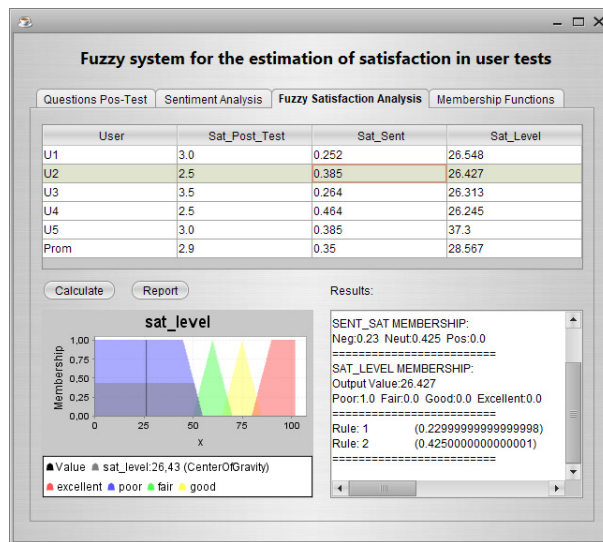 Fuzzy system for the estimation of satisfaction in user tests
Questions Pos-Test Sentiment Analysis Fuzzy Satisfaction Analysis Membership Functions
User Sat_Post_Test Sat_Sent Sat_Level
U1 3.0 0.252 26.548
U2 2.5 0.385 26.427
U3 3.5 0.264 26.313
U4 2.5 0.464 26.245
U5 3.0 0.385 37.3
Prom 2.9 0.35 28.567
Calculate Report Results:
sat_level
Membership
1,00
0,75
0,50
0,25
0,00
0 25 50 75 100
x
Value sat_level:26,43 (CenterOfGravity)
excellent poor fair good
SENT_SAT MEMBERSHIP:
Neg:0.23 Neut:0.425 Pos:0.0
==========================
SAT_LEVEL MEMBERSHIP:
Output Value:26.427
Poor:1.0 Fair:0.0 Good:0.0 Excellent:0.0
==========================
Rule: 1 (0.22999999999999998)
Rule: 2 (0.4250000000000001)
==========================